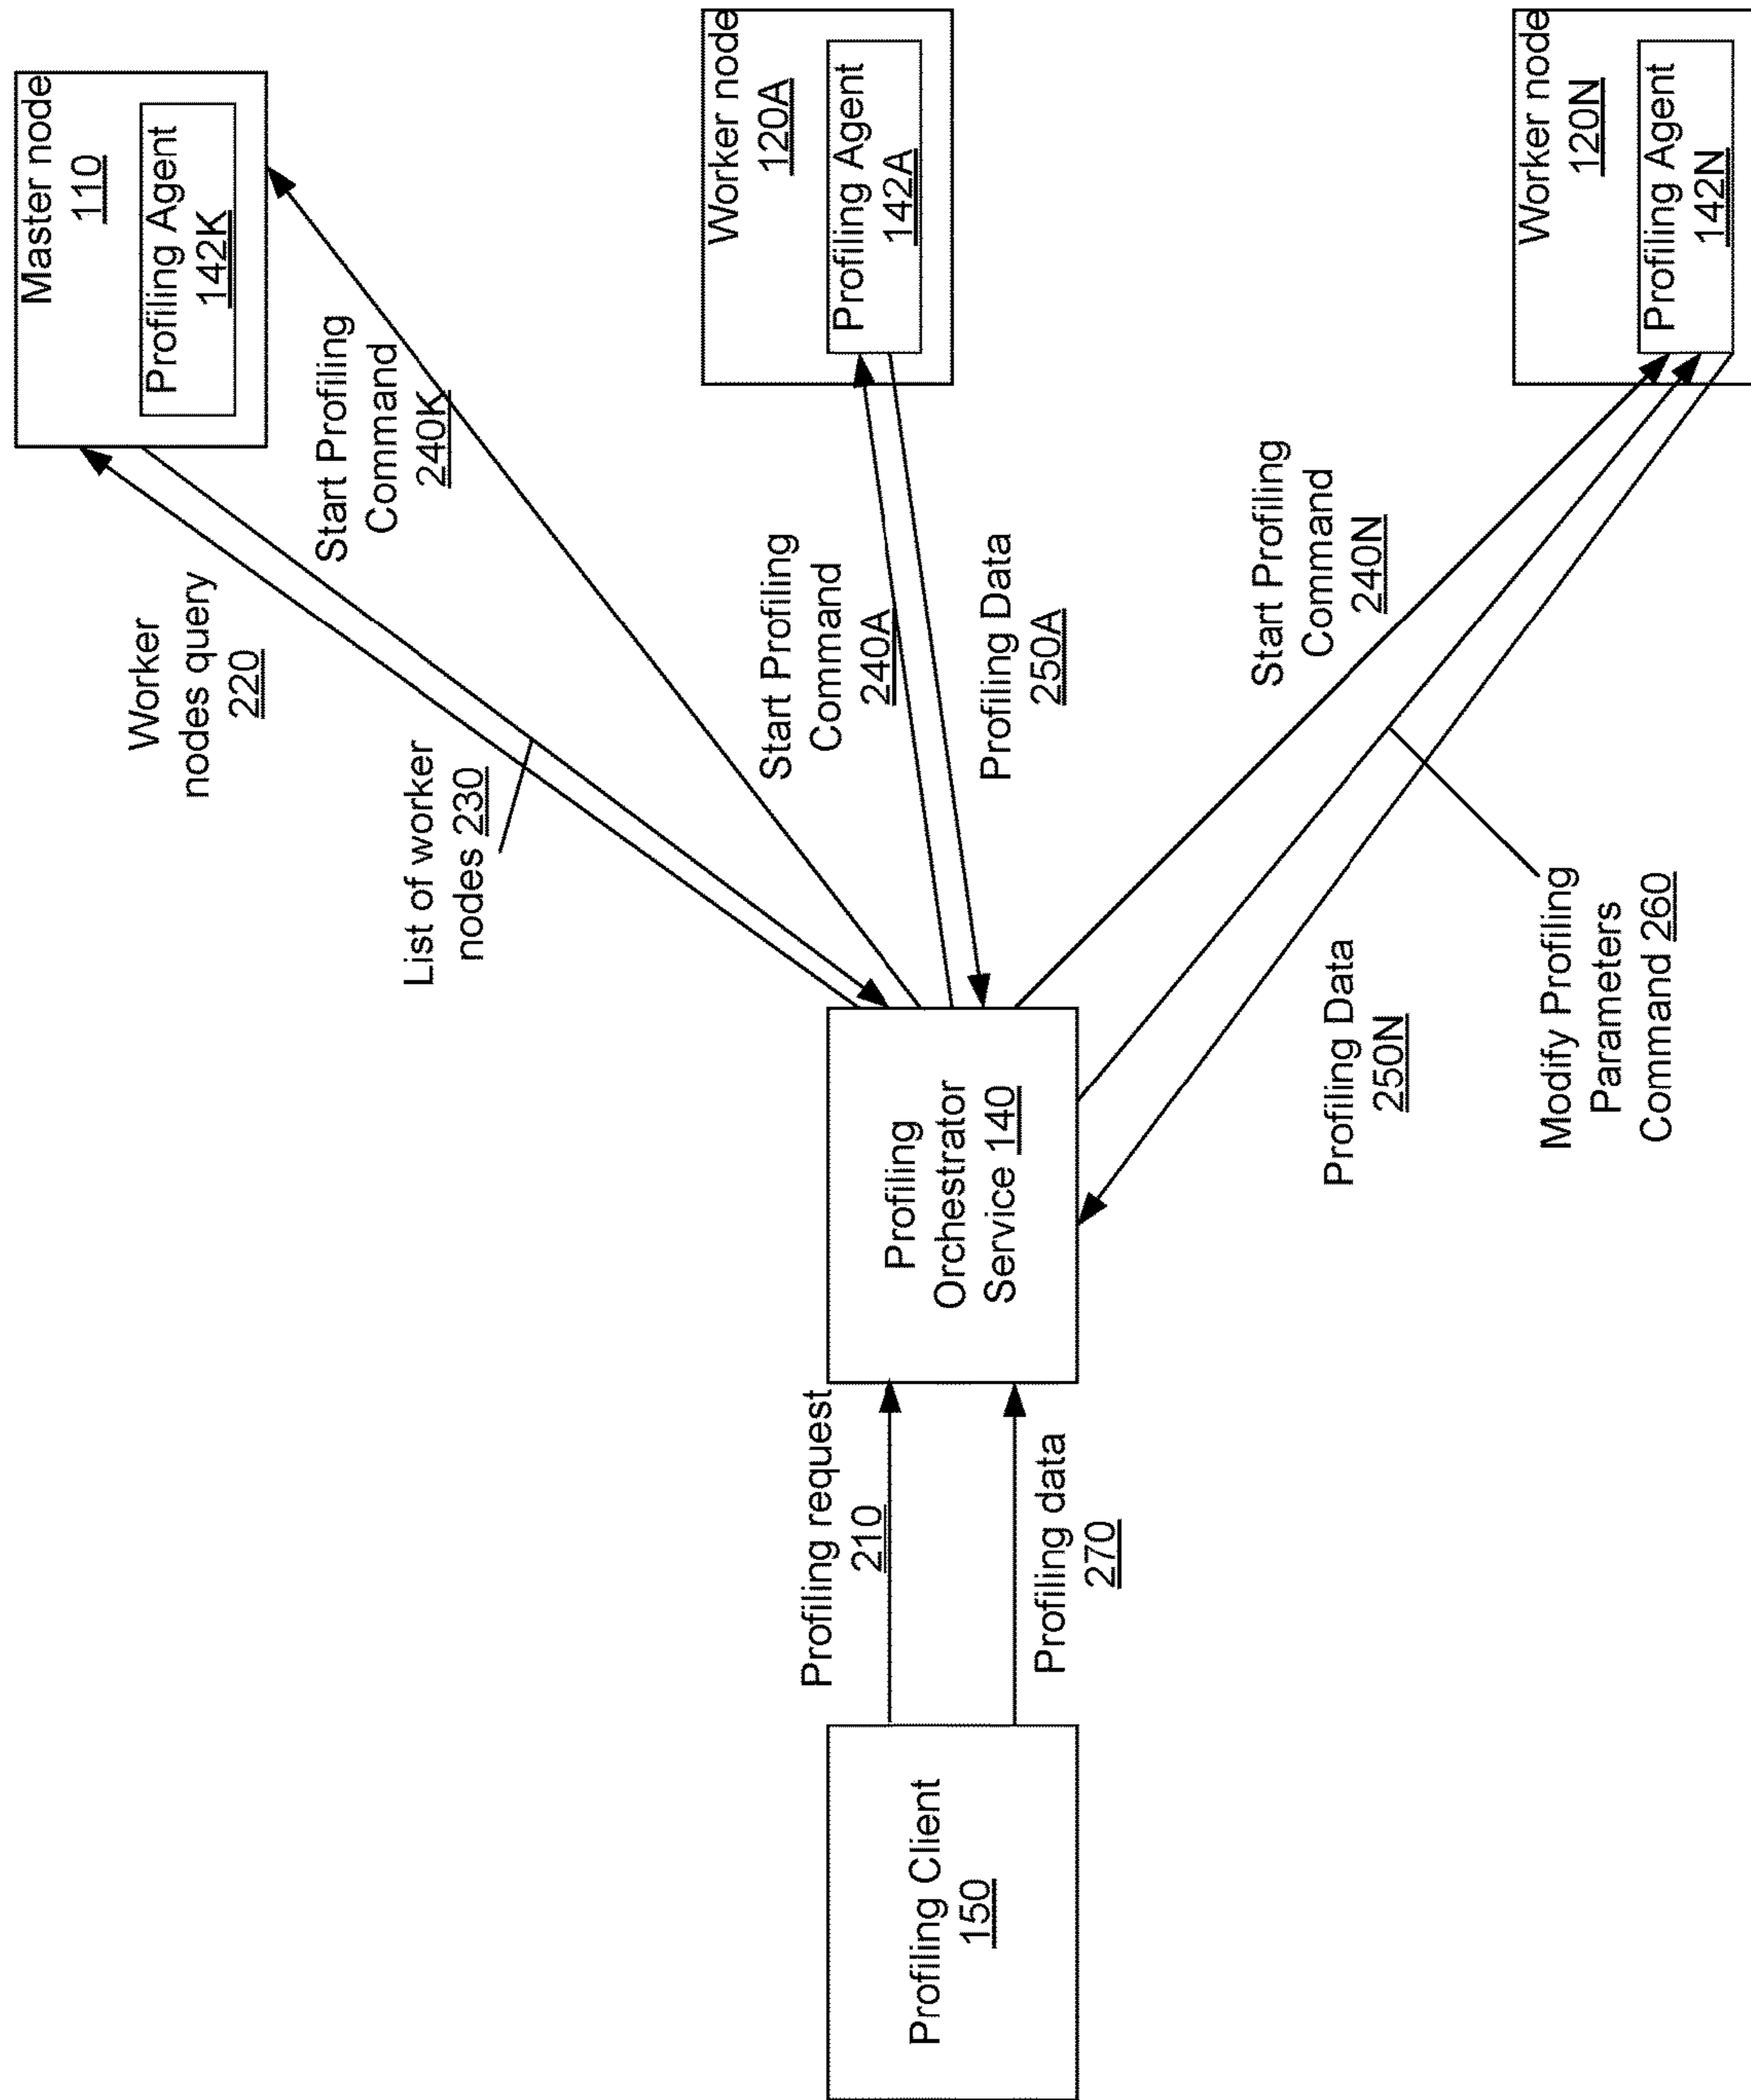 Master node
110
Profiling Agent
142K
Worker
nodes query
220
List of worker
nodes 230
Start Profiling
Command
240K
Profiling Client
150
Profiling request
210
Profiling data
270
Profiling
Orchestrator
Service 140
Start Profiling
Command
240A
Profiling Data
250A
Worker node
120A
Profiling Agent
142A
Start Profiling
Command
240N
Profiling Data
250N
Modify Profiling
Parameters
Command 260
Worker node
120N
Profiling Agent
142N